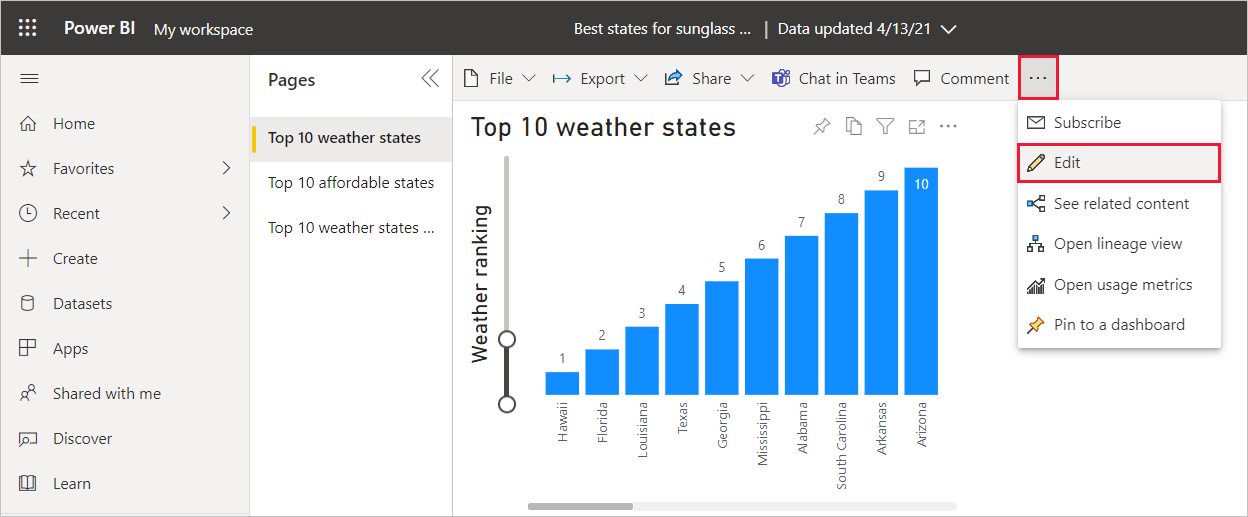 Power BI
My workspace
Best states for sunglass ... | Data updated 4/13/21
Home
Favorites
Recent
Create
Datasets
Apps
Shared with me
Discover
Learn
Pages
Top 10 weather states
Top 10 affordable states
Top 10 weather states ...
File
Export
Share
Chat in Teams
Comment
...
Subscribe
Edit
See related content
Open lineage view
Open usage metrics
Pin to a dashboard
Top 10 weather states
Weather ranking
1
2
3
4
5
6
7
8
9
10
Hawaii
Florida
Louisiana
Texas
Georgia
Mississippi
Alabama
South Carolina
Arkansas
Arizona